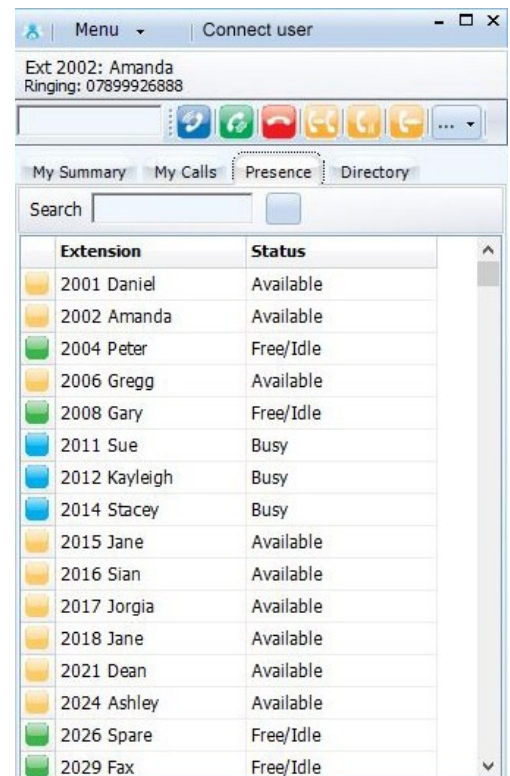 Menu Connect user
Ext 2002: Amanda
Ringing: 07899926888
...
My Summary My Calls Presence Directory
Search
Extension Status
2001 Daniel Available
2002 Amanda Available
2004 Peter Free/Idle
2006 Gregg Available
2008 Gary Free/Idle
2011 Sue Busy
2012 Kayleigh Busy
2014 Stacey Busy
2015 Jane Available
2016 Sian Available
2017 Jorgia Available
2018 Jane Available
2021 Dean Available
2024 Ashley Available
2026 Spare Free/Idle
2029 Fax Free/Idle